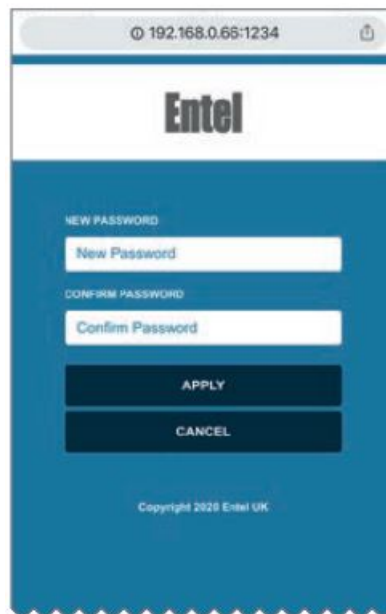 192.168.0.66:1234
Entel
NEW PASSWORD
New Password
CONFIRM PASSWORD
Confirm Password
APPLY
CANCEL
Copyright 2020 Entel UK